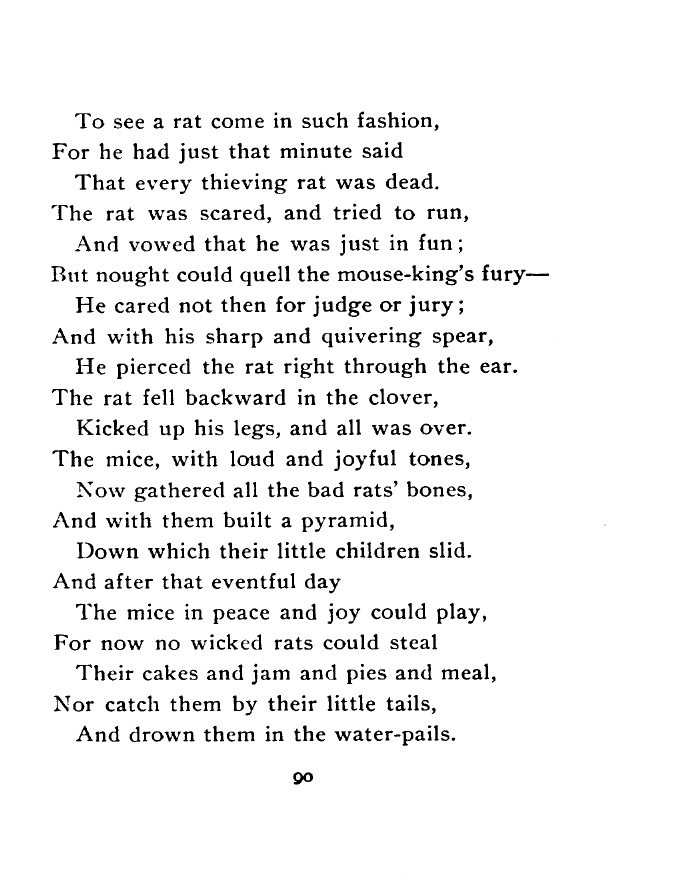 To see a rat come in such fashion,
For he had just that minute said
That every thieving rat was dead.
The rat was scared, and tried to run,
And vowed that he was just in fun;
But nought could quell the mouse-king's fury—
He cared not then for judge or jury;
And with his sharp and quivering spear,
He pierced the rat right through the ear.
The rat fell backward in the clover,
Kicked up his legs, and all was over.
The mice, with loud and joyful tones,
Now gathered all the bad rats' bones,
And with them built a pyramid,
Down which their little children slid.
And after that eventful day
The mice in peace and joy could play,
For now no wicked rats could steal
Their cakes and jam and pies and meal,
Nor catch them by their little tails,
And drown them in the water-pails.
90